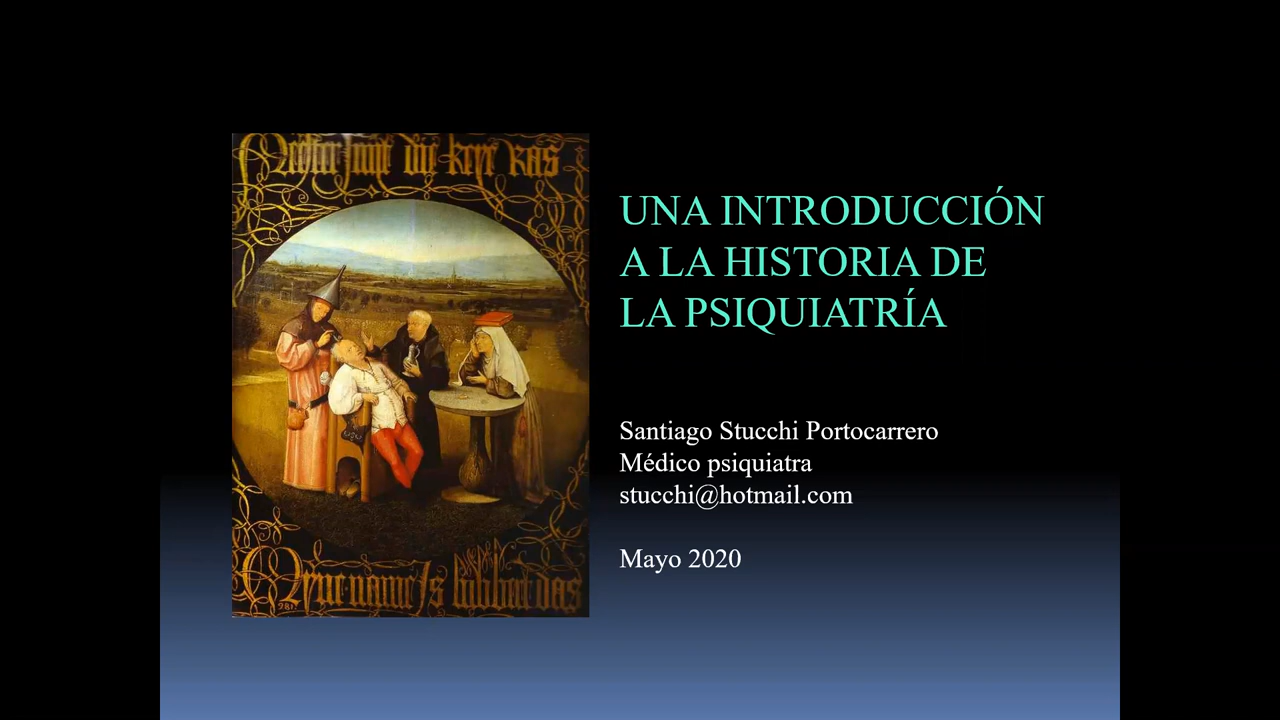 UNA INTRODUCCIÓN
A LA HISTORIA DE
LA PSIQUIATRÍA
Santiago Stucchi Portocarrero
Médico psiquiatra
stucchi@hotmail.com
Mayo 2020